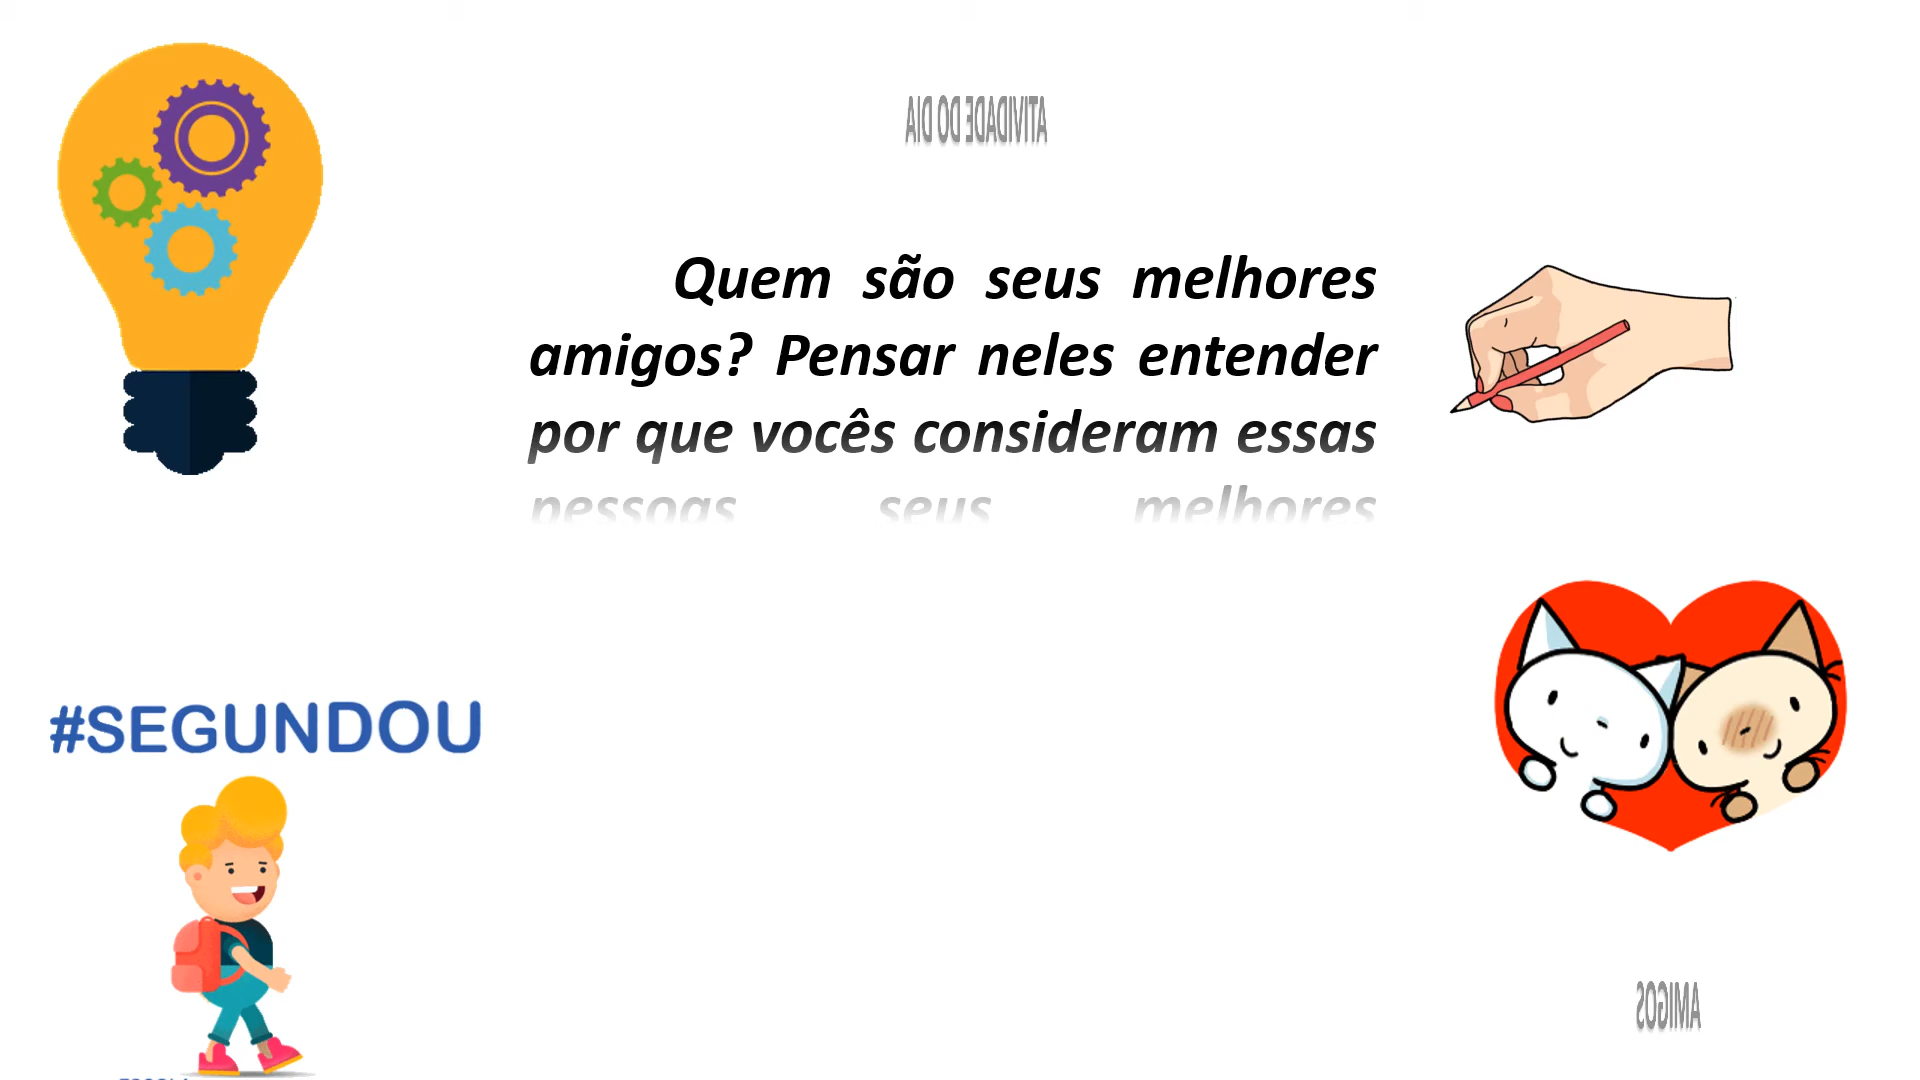 ATIVIDADE DO DIA
Quem são seus melhores
amigos? Pensar neles entender
por que vocês consideram essas
pessoas seus melhores
#SEGUNDOU
AMIGOS